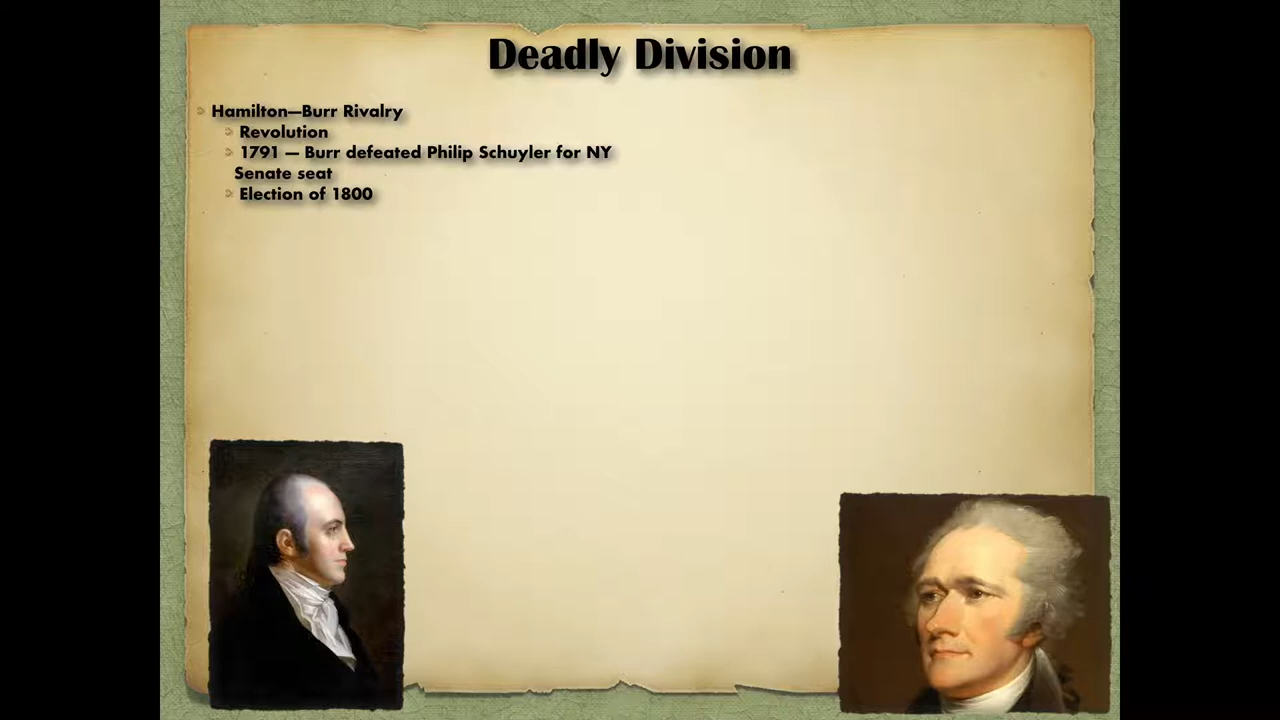 Deadly Division
Hamilton—Burr Rivalry
Revolution
1791 — Burr defeated Philip Schuyler for NY
Senate seat
Election of 1800